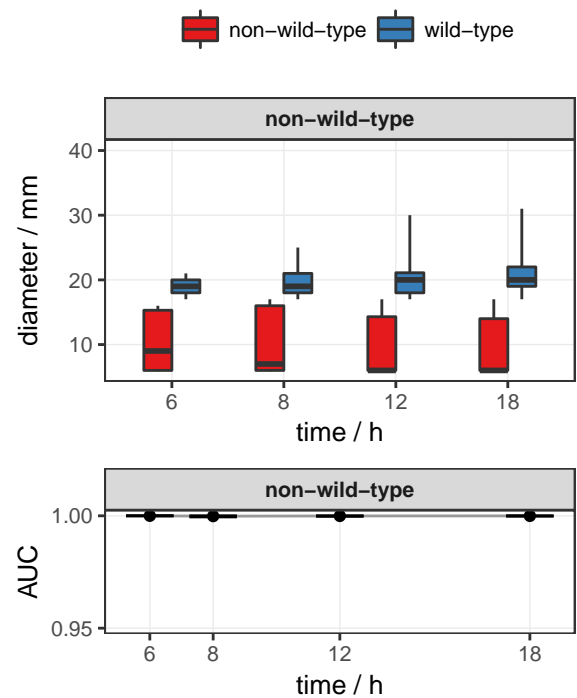 non−wild−type wild−type
non−wild−type
40
30
20
10
diameter / mm
6 8 12 18
time / h
non−wild−type
1.00
0.95
AUC
6 8 12 18
time / h